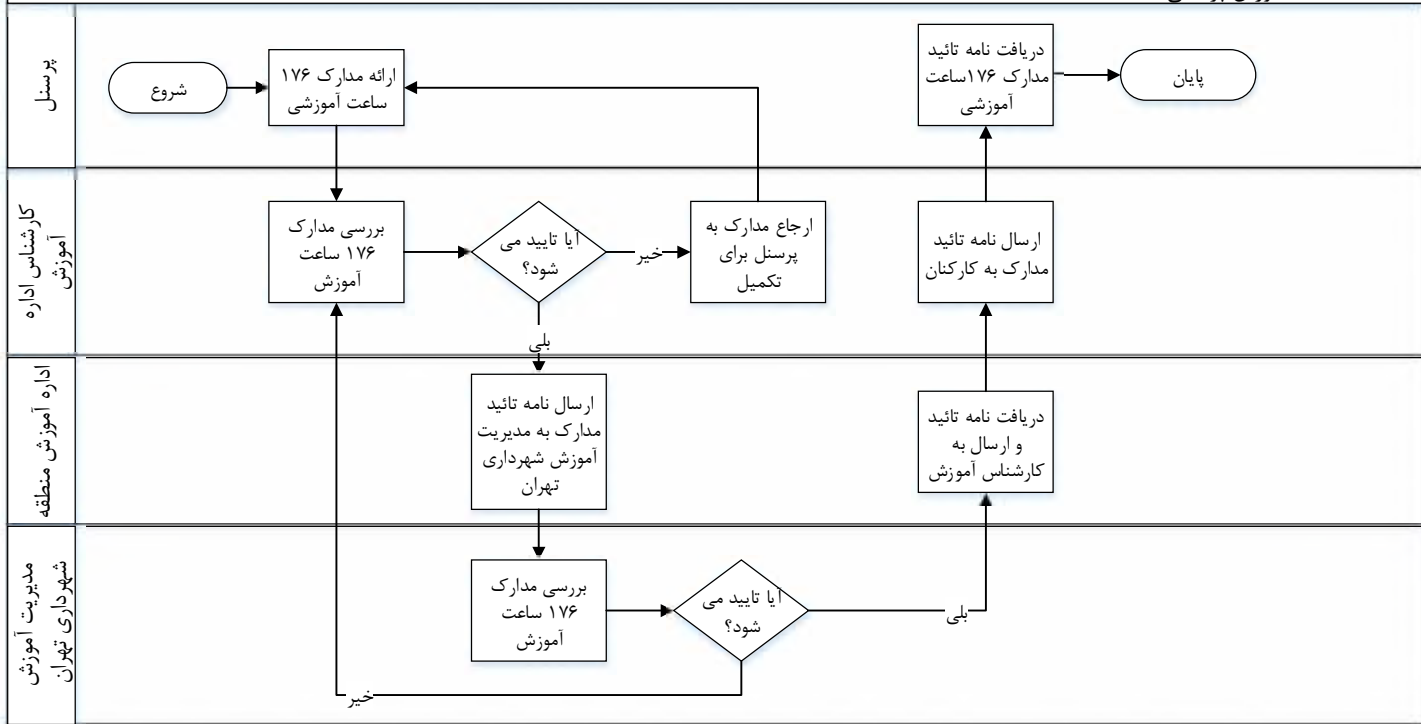 پرسنل
شروع
ارائه مدارک ۱۷۶
ساعت آموزشی
دریافت نامه تائید
مدارک ۱۷۶ساعت
آموزشی
پایان
کارشناس اداره
آموزش
بررسی مدارک
۱۷۶ ساعت
آموزش
آیا تایید می
شود؟
خیر
ارجاع مدارک به
پرسنل برای
تکمیل
ارسال نامه تائید
مدارک به کارکنان
بلی
اداره آموزش منطقه
ارسال نامه تائید
مدارک به مدیریت
آموزش شهرداری
تهران
دریافت نامه تائید
و ارسال به
کارشناس آموزش
مدیریت آموزش
شهرداری تهران
بررسی مدارک
۱۷۶ ساعت
آموزش
آیا تایید می
شود؟
بلی
خیر